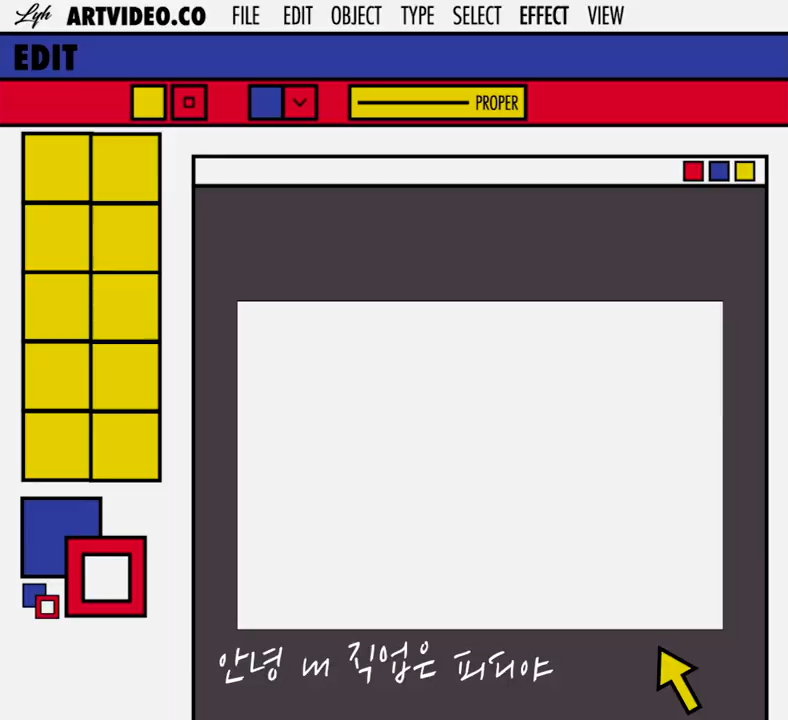 Lyh ARTVIDEO.CO FILE EDIT OBJECT TYPE SELECT EFFECT VIEW
EDIT
PROPER
안녕 내 직업은 피디야